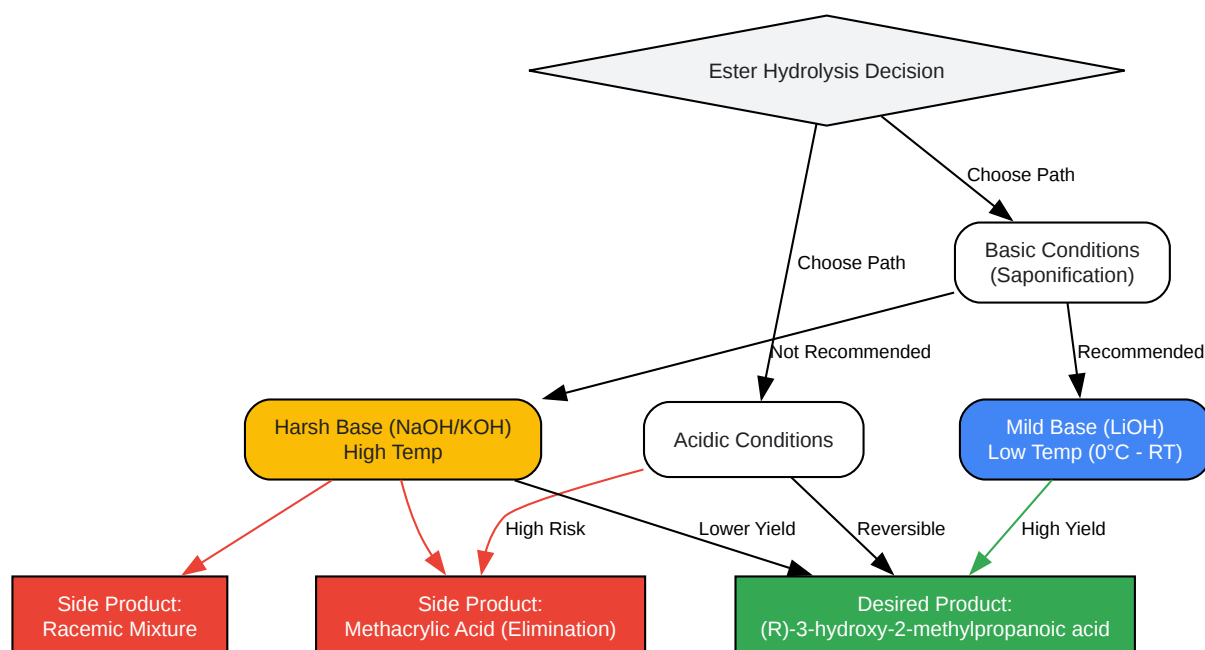 Ester Hydrolysis Decision
Choose Path
Basic Conditions
(Saponification)
Choose Path
Not Recommended
Recommended
Harsh Base (NaOH/KOH)
High Temp
Acidic Conditions
Mild Base (LiOH)
Low Temp (0°C - RT)
High Risk
Lower Yield
Reversible
High Yield
Side Product:
Racemic Mixture
Side Product:
Methacrylic Acid (Elimination)
Desired Product:
(R)-3-hydroxy-2-methylpropanoic acid